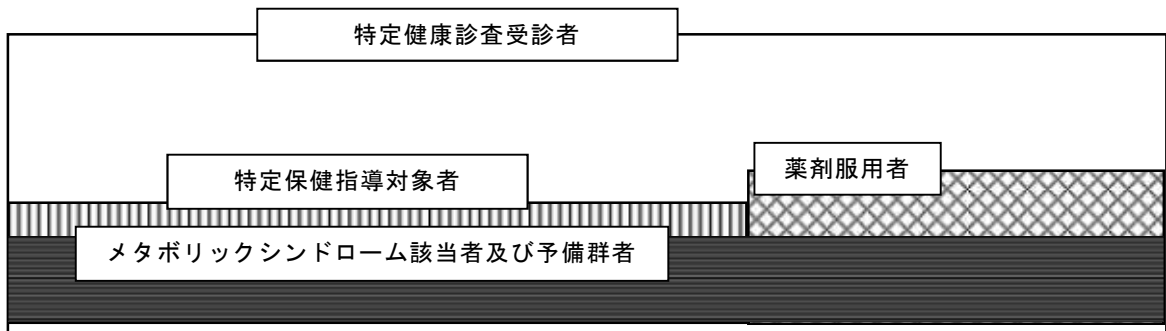 特定健康診査受診者
特定保健指導対象者
薬剤服用者
メタボリックシンドローム該当者及び予備群者